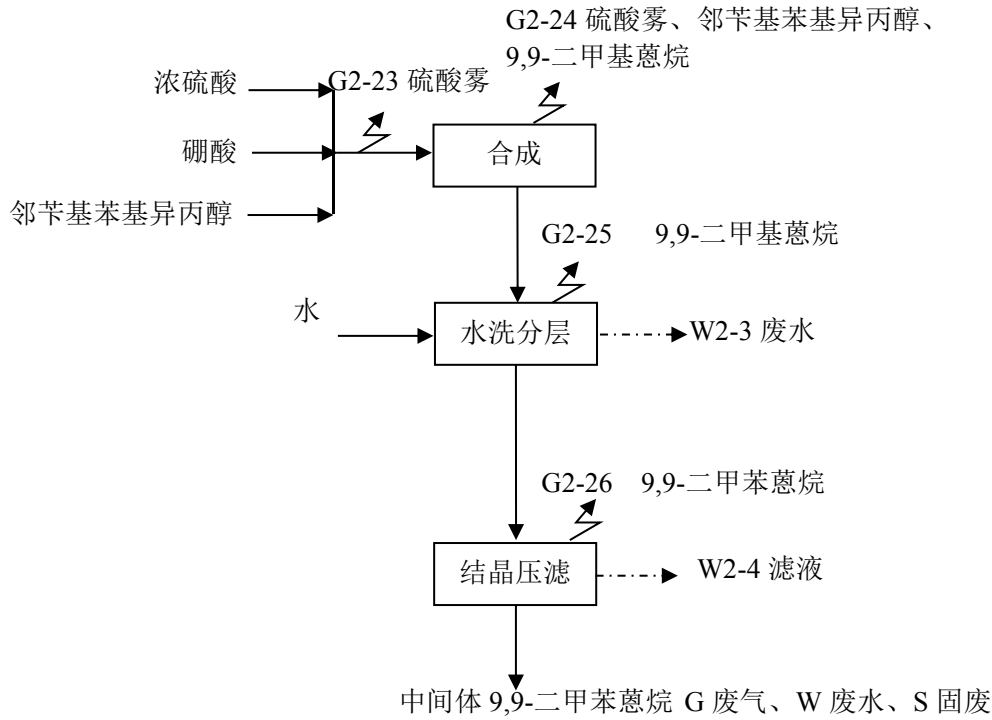 G2-24 硫酸雾、邻苄基苯基异丙醇、
9,9-二甲基蒽烷
浓硫酸
G2-23 硫酸雾
硼酸
合成
邻苄基苯基异丙醇
G2-25 9,9-二甲基蒽烷
水
水洗分层
W2-3 废水
G2-26 9,9-二甲苯蒽烷
结晶压滤
W2-4 滤液
中间体 9,9-二甲苯蒽烷 G 废气、W 废水、S 固废